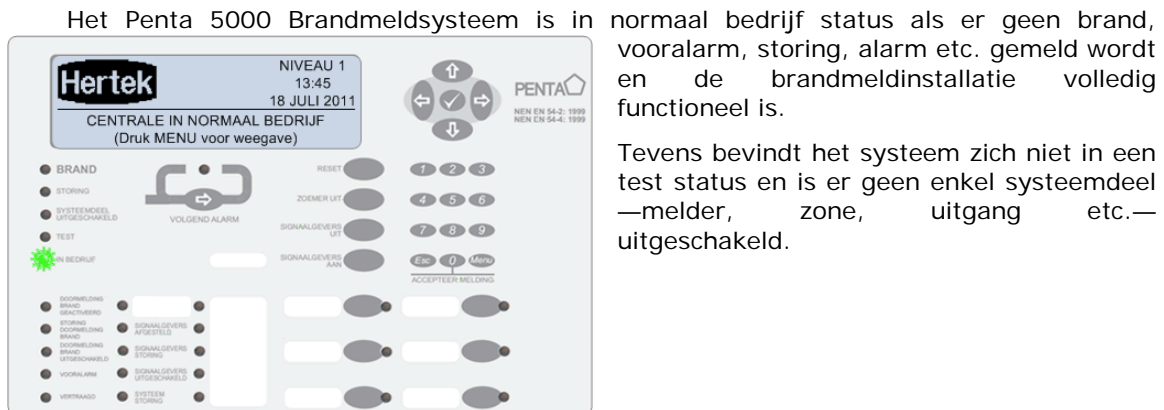 Het Penta 5000 Brandmeldsysteem is in normaal bedrijf status als er geen brand,
vooralarm, storing, alarm etc. gemeld wordt
en de brandmeldinstallatie volledig
functioneel is.
Tevens bevindt het systeem zich niet in een
test status en is er geen enkel systeemdeel
—melder, zone, uitgang etc.—
uitgeschakeld.
Hertek
NIVEAU 1
13:45
18 JULI 2011
CENTRALE IN NORMAAL BEDRIJF
(Druk MENU voor weegave)
PENTA
NEN EN 54-2: 1999
NEN EN 54-4: 1999
BRAND
STORING
SYSTEEMDEEL
UITGESCHAKELD
TEST
IN BEDRIJF
VOLGEND ALARM
RESET
ZOEMER UIT
SIGNAALGEVERS
UIT
SIGNAALGEVERS
AAN
1 2 3
4 5 6
7 8 9
Esc 0 Menu
ACCEPTEER MELDING
DOORMELDING
BRAND
GEACTIVEERD
STORING
DOORMELDING
BRAND
DOORMELDING
BRAND
UITGESCHAKELD
VOORALARM
VERTRAAGD
SIGNAALGEVERS
AFGESTELD
SIGNAALGEVERS
STORING
SIGNAALGEVERS
UITGESCHAKELD
SYSTEEM
STORING